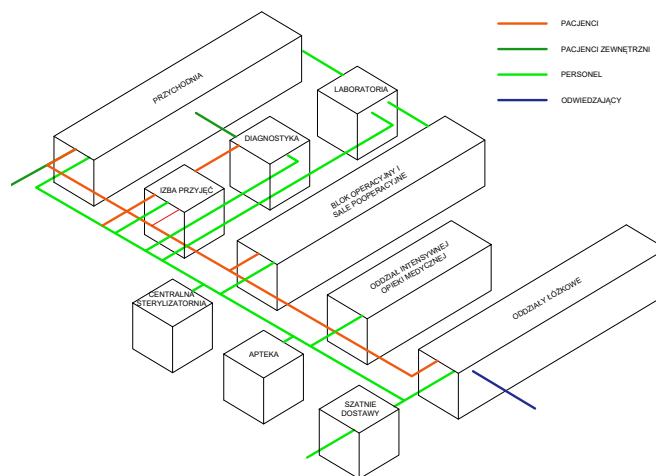 PACJENCI
PACJENCI ZEWNĘTRZNI
PERSONEL
ODWIEDZAJĄCY
PRZYCHODNIA
LABORATORIA
DIAGNOSTYKA
IZBA PRZYJĘĆ
BLOK OPERACYJNY I
SALE POOPERACYJNE
ODDZIAŁ INTENSYWNEJ
OPIEKI MEDYCZNEJ
ODDZIAŁY ŁÓŻKOWE
CENTRALNA
STERYLIZATORNIA
APTEKA
SZATNIE
DOSTAWY